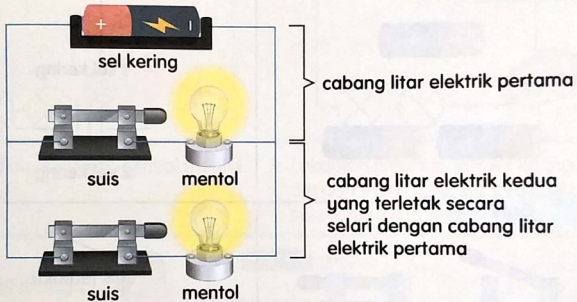 + -
sel kering
cabang litar elektrik pertama
suis mentol
cabang litar elektrik kedua
yang terletak secara
selari dengan cabang litar
elektrik pertama
suis mentol